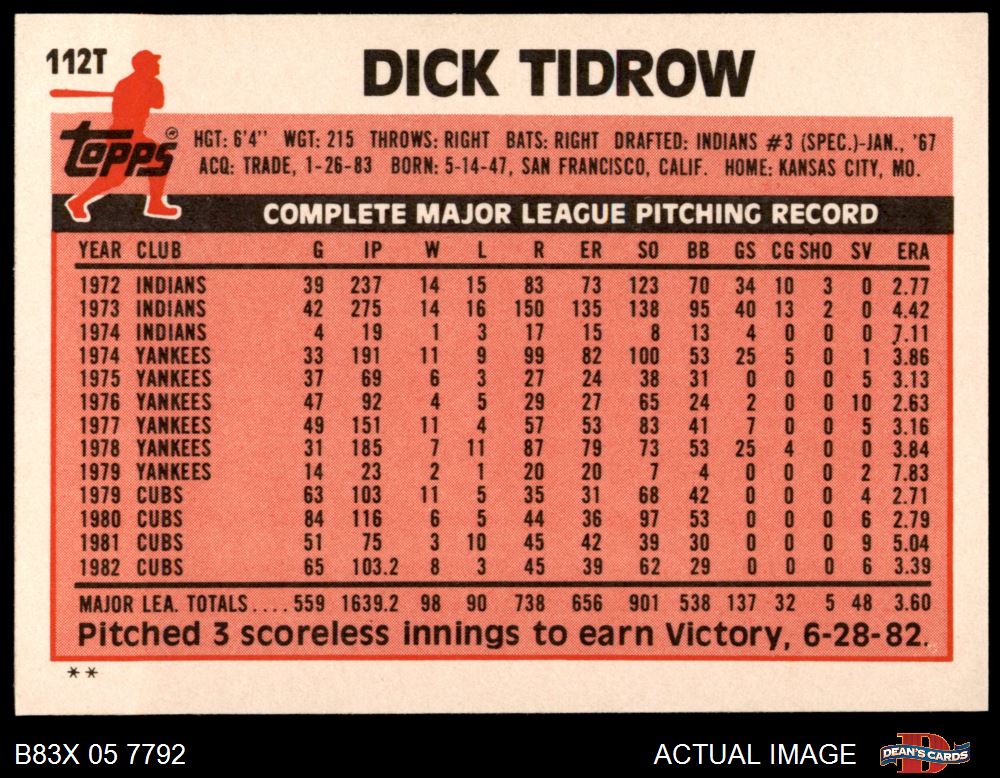 112T
DICK TIDROW
Topps ®
HGT: 6'4" WGT: 215 THROWS: RIGHT BATS: RIGHT DRAFTED: INDIANS #3 (SPEC.)-JAN., '67
ACQ: TRADE, 1-26-83 BORN: 5-14-47, SAN FRANCISCO, CALIF. HOME: KANSAS CITY, MO.
COMPLETE MAJOR LEAGUE PITCHING RECORD
YEAR CLUB G IP W L R ER SO BB GS CG SHO SV ERA
1972 INDIANS 39 237 14 15 83 73 123 70 34 10 3 0 2.77
1973 INDIANS 42 275 14 16 150 135 138 95 40 13 2 0 4.42
1974 INDIANS 4 19 1 3 17 15 8 13 4 0 0 0 7.11
1974 YANKEES 33 191 11 9 99 82 100 53 25 5 0 1 3.86
1975 YANKEES 37 69 6 3 27 24 38 31 0 0 0 5 3.13
1976 YANKEES 47 92 4 5 29 27 65 24 2 0 0 10 2.63
1977 YANKEES 49 151 11 4 57 53 83 41 7 0 0 5 3.16
1978 YANKEES 31 185 7 11 87 79 73 53 25 4 0 0 3.84
1979 YANKEES 14 23 2 1 20 20 7 4 0 0 0 2 7.83
1979 CUBS 63 103 11 5 35 31 68 42 0 0 0 4 2.71
1980 CUBS 84 116 6 5 44 36 97 53 0 0 0 6 2.79
1981 CUBS 51 75 3 10 45 42 39 30 0 0 0 9 5.04
1982 CUBS 65 103.2 8 3 45 39 62 29 0 0 0 6 3.39
MAJOR LEA. TOTALS.... 559 1639.2 98 90 738 656 901 538 137 32 5 48 3.60
Pitched 3 scoreless innings to earn Victory, 6-28-82.
**
B83X 05 7792 ACTUAL IMAGE DEAN'S CARDS